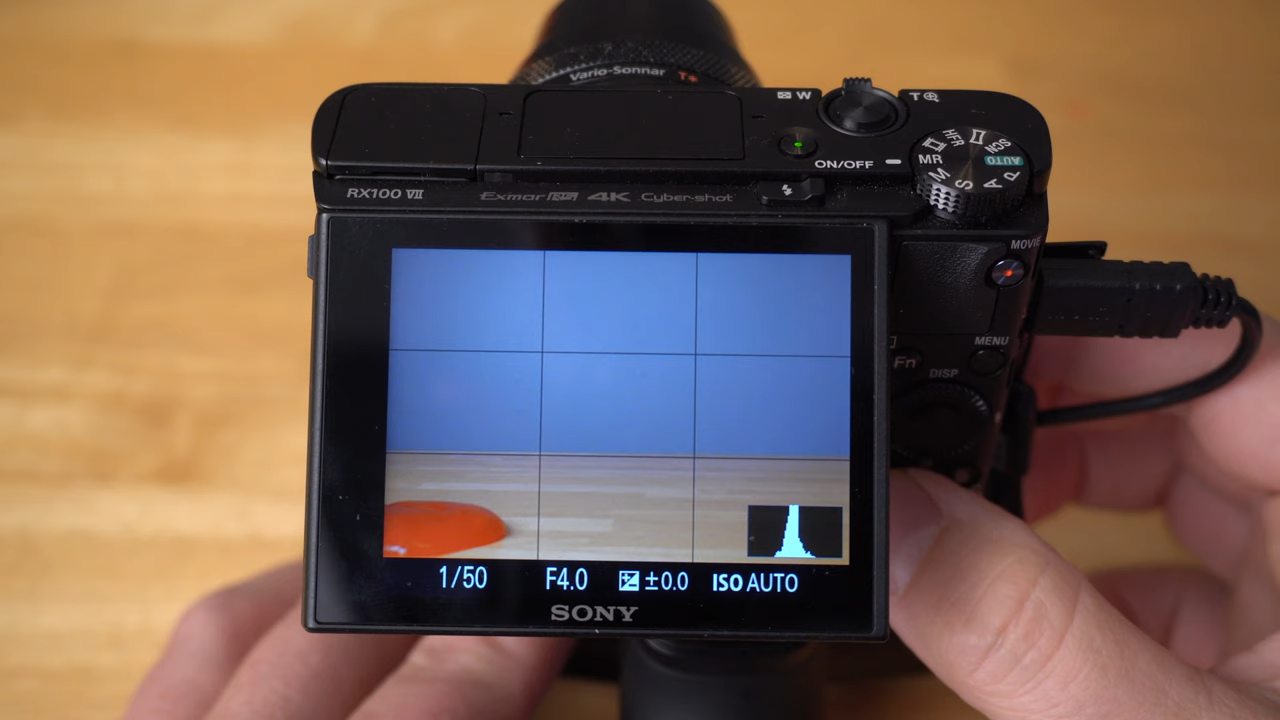 Vario-Sonnar T*
W T
ON/OFF
MR HFR SCN AUTO P A S M
RX100 VII Exmor RS 4K Cyber-shot
MOVIE
MENU
Fn
DISP
1/50 F4.0 ±0.0 ISO AUTO
SONY